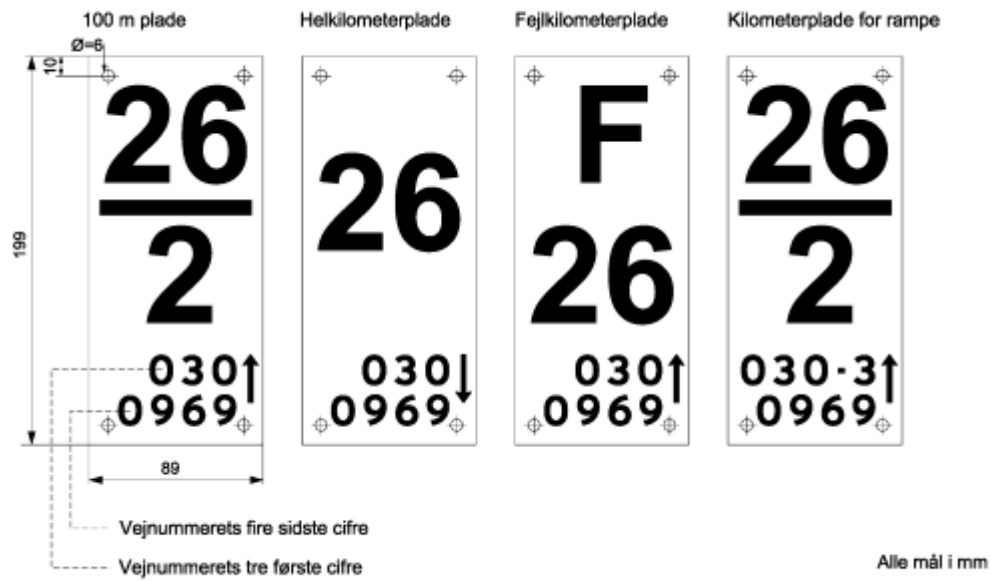 100 m plade
Helkilometerplade
Fejlkilometerplade
Kilometerplade for rampe
Ø=6
10
199
26
2
030↑
0969
26
030↓
0969
F
26
030↑
0969
26
2
030-3↑
0969
89
Vejnummerets fire sidste cifre
Vejnummerets tre første cifre
Alle mål i mm